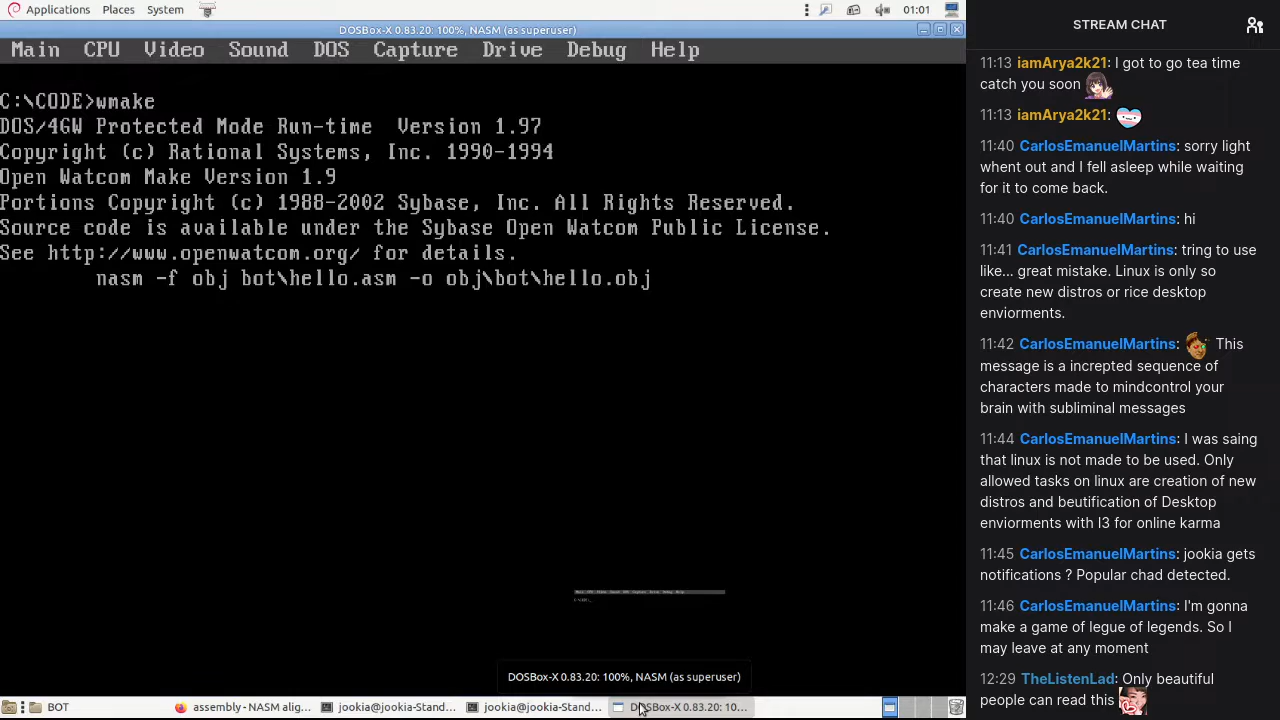 Applications Places System 01:01
DOSBox-X 0.83.20: 100%, NASM (as superuser)
Main CPU Video Sound DOS Capture Drive Debug Help
C:\CODE>wmake
DOS/4GW Protected Mode Run-time Version 1.97
Copyright (c) Rational Systems, Inc. 1990-1994
Open Watcom Make Version 1.9
Portions Copyright (c) 1988-2002 Sybase, Inc. All Rights Reserved.
Source code is available under the Sybase Open Watcom Public License.
See http://www.openwatcom.org/ for details.
nasm -f obj bot\hello.asm -o obj\bot\hello.obj
DOSBox-X 0.83.20: 100%, NASM (as superuser)
BOT assembly - NASM alig... jookia@jookia-Stand... jookia@jookia-Stand... DOSBox-X 0.83.20: 10...
STREAM CHAT
11:13 iamArya2k21: I got to go tea time
catch you soon
11:13 iamArya2k21:
11:40 CarlosEmanuelMartins: sorry light
whent out and I fell asleep while waiting
for it to come back.
11:40 CarlosEmanuelMartins: hi
11:41 CarlosEmanuelMartins: tring to use
like... great mistake. Linux is only so
create new distros or rice desktop
enviorments.
11:42 CarlosEmanuelMartins: This
message is a increpted sequence of
characters made to mindcontrol your
brain with subliminal messages
11:44 CarlosEmanuelMartins: I was saing
that linux is not made to be used. Only
allowed tasks on linux are creation of new
distros and beutification of Desktop
enviorments with I3 for online karma
11:45 CarlosEmanuelMartins: jookia gets
notifications ? Popular chad detected.
11:46 CarlosEmanuelMartins: I'm gonna
make a game of legue of legends. So I
may leave at any moment
12:29 TheListenLad: Only beautiful
people can read this